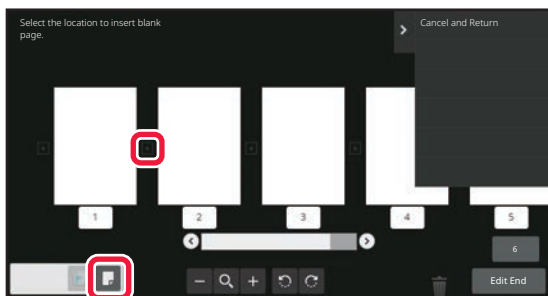 Select the location to insert blank
page.
Cancel and Return
1
2
3
4
5
6
Edit End